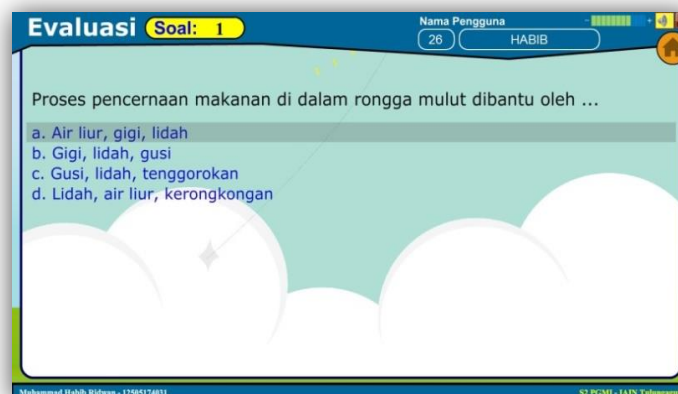 Evaluasi Soal: 1
Nama Pengguna
- +
26 HABIB
Proses pencernaan makanan di dalam rongga mulut dibantu oleh ...
a. Air liur, gigi, lidah
b. Gigi, lidah, gusi
c. Gusi, lidah, tenggorokan
d. Lidah, air liur, kerongkongan
Muhammad Habib Ridwan - 12505174031
S2 PGMI - IAIN